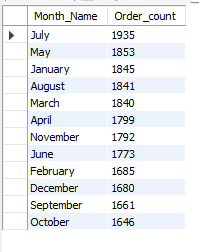 Month_Name Order_count
July 1935
May 1853
January 1845
August 1841
March 1840
April 1799
November 1792
June 1773
February 1685
December 1680
September 1661
October 1646